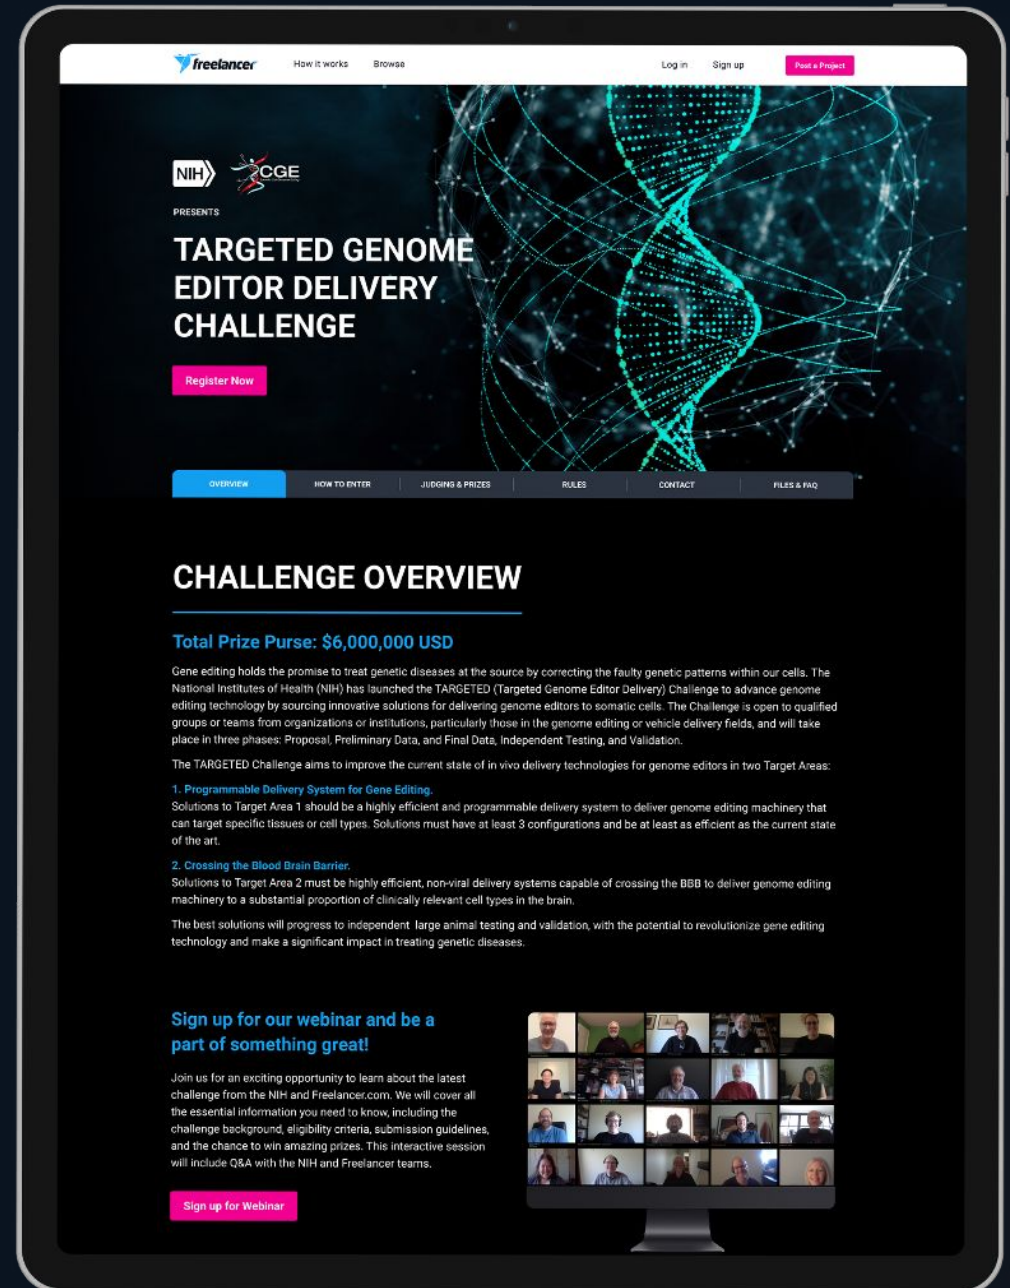 freelancer
How it works
Browse
Log in
Sign up
Post a Project
NIH
CGE
PRESENTS
TARGETED GENOME
EDITOR DELIVERY
CHALLENGE
Register Now
OVERVIEW
HOW TO ENTER
JUDGING & PRIZES
RULES
CONTACT
FILES & FAQ
CHALLENGE OVERVIEW
Total Prize Purse: $6,000,000 USD
Gene editing holds the promise to treat genetic diseases at the source by correcting the faulty genetic patterns within our cells. The
National Institutes of Health (NIH) has launched the TARGETED (Targeted Genome Editor Delivery) Challenge to advance genome
editing technology by sourcing innovative solutions for delivering genome editors to somatic cells. The Challenge is open to qualified
groups or teams from organizations or institutions, particularly those in the genome editing or vehicle delivery fields, and will take
place in three phases: Proposal, Preliminary Data, and Final Data, Independent Testing, and Validation.
The TARGETED Challenge aims to improve the current state of in vivo delivery technologies for genome editors in two Target Areas:
1. Programmable Delivery System for Gene Editing.
Solutions to Target Area 1 should be a highly efficient and programmable delivery system to deliver genome editing machinery that
can target specific tissues or cell types. Solutions must have at least 3 configurations and be at least as efficient as the current state
of the art.
2. Crossing the Blood Brain Barrier.
Solutions to Target Area 2 must be highly efficient, non-viral delivery systems capable of crossing the BBB to deliver genome editing
machinery to a substantial proportion of clinically relevant cell types in the brain.
The best solutions will progress to independent large animal testing and validation, with the potential to revolutionize gene editing
technology and make a significant impact in treating genetic diseases.
Sign up for our webinar and be a
part of something great!
Join us for an exciting opportunity to learn about the latest
challenge from the NIH and Freelancer.com. We will cover all
the essential information you need to know, including the
challenge background, eligibility criteria, submission guidelines,
and the chance to win amazing prizes. This interactive session
will include Q&A with the NIH and Freelancer teams.
Sign up for Webinar